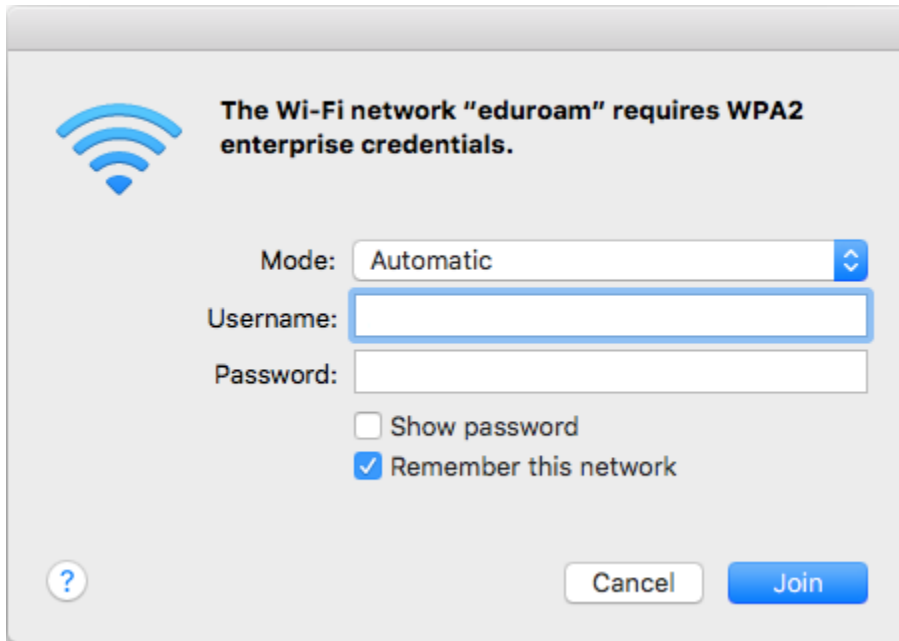 The Wi-Fi network “eduroam” requires WPA2
enterprise credentials.
Mode: Automatic
Username:
Password:
Show password
Remember this network
? Cancel Join